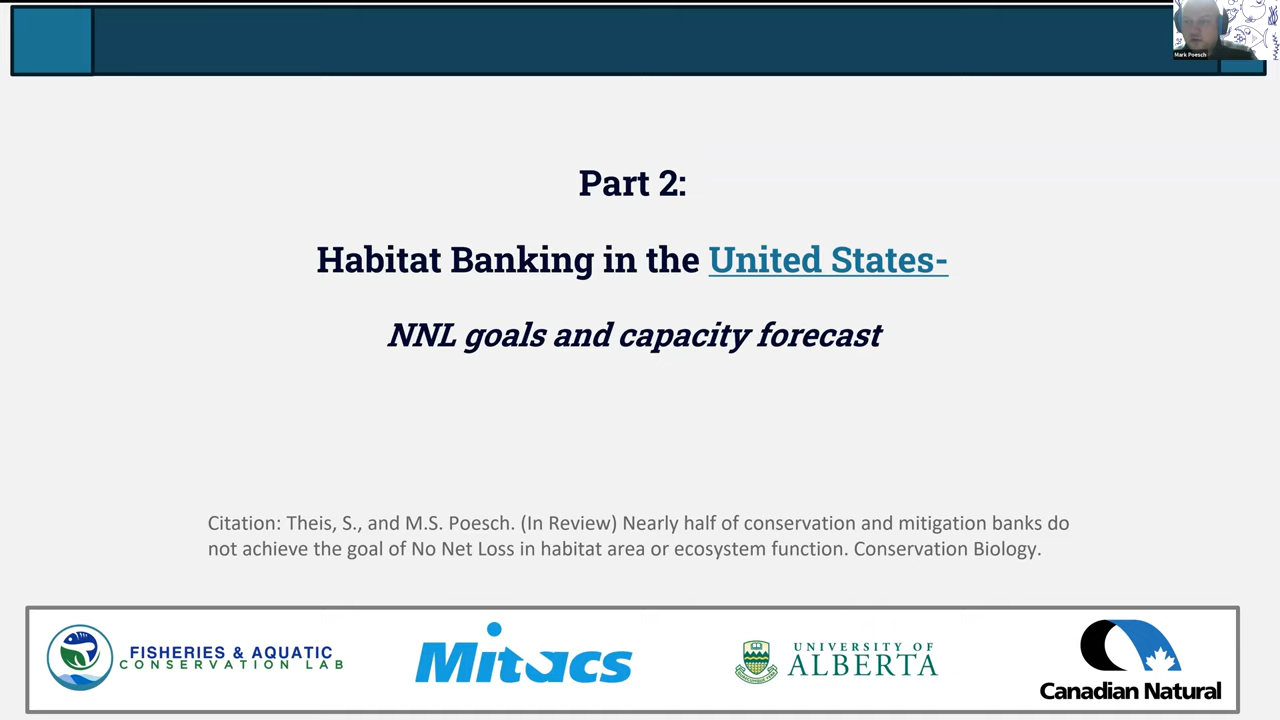 Mark Poesch
Part 2:
Habitat Banking in the United States-
NNL goals and capacity forecast
Citation: Theis, S., and M.S. Poesch. (In Review) Nearly half of conservation and mitigation banks do
not achieve the goal of No Net Loss in habitat area or ecosystem function. Conservation Biology.
FISHERIES & AQUATIC
CONSERVATION LAB
Mitacs
UNIVERSITY OF
ALBERTA
Canadian Natural